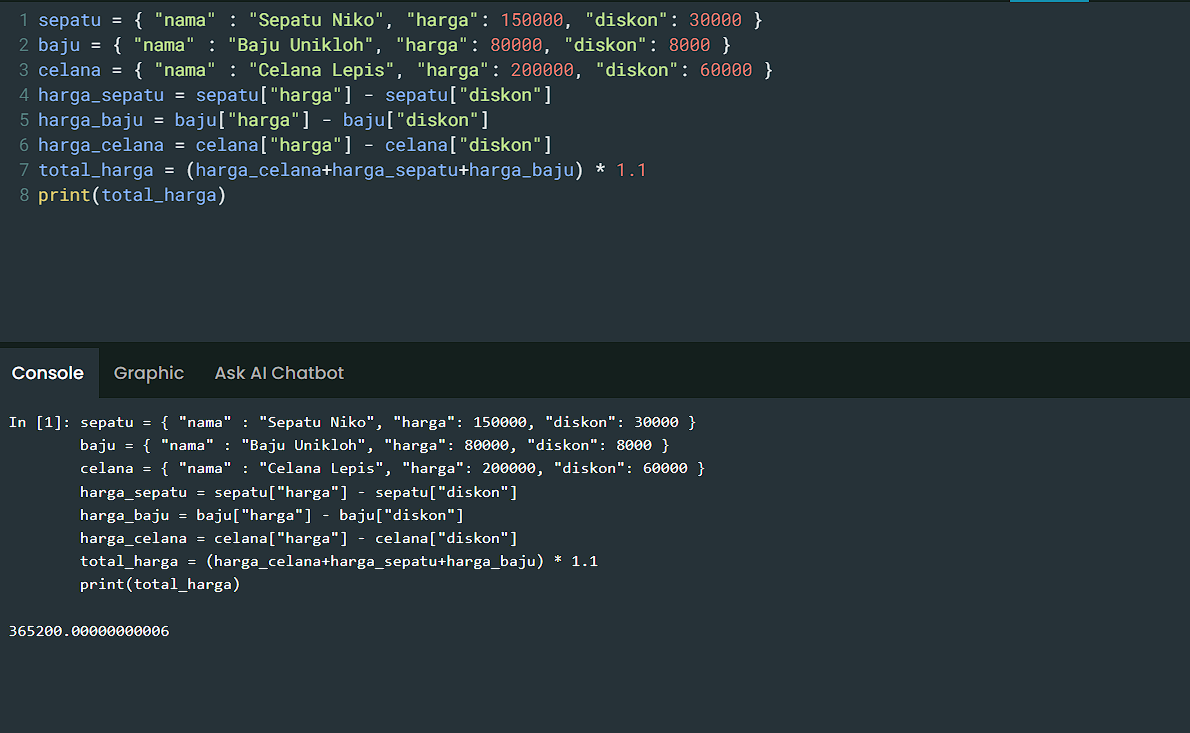 1 sepatu = { "nama" : "Sepatu Niko", "harga": 150000, "diskon": 30000 }
2 baju = { "nama" : "Baju Unikloh", "harga": 80000, "diskon": 8000 }
3 celana = { "nama" : "Celana Lepis", "harga": 200000, "diskon": 60000 }
4 harga_sepatu = sepatu["harga"] - sepatu["diskon"]
5 harga_baju = baju["harga"] - baju["diskon"]
6 harga_celana = celana["harga"] - celana["diskon"]
7 total_harga = (harga_celana+harga_sepatu+harga_baju) * 1.1
8 print(total_harga)
Console Graphic Ask AI Chatbot
In [1]: sepatu = { "nama" : "Sepatu Niko", "harga": 150000, "diskon": 30000 }
baju = { "nama" : "Baju Unikloh", "harga": 80000, "diskon": 8000 }
celana = { "nama" : "Celana Lepis", "harga": 200000, "diskon": 60000 }
harga_sepatu = sepatu["harga"] - sepatu["diskon"]
harga_baju = baju["harga"] - baju["diskon"]
harga_celana = celana["harga"] - celana["diskon"]
total_harga = (harga_celana+harga_sepatu+harga_baju) * 1.1
print(total_harga)
365200.00000000006